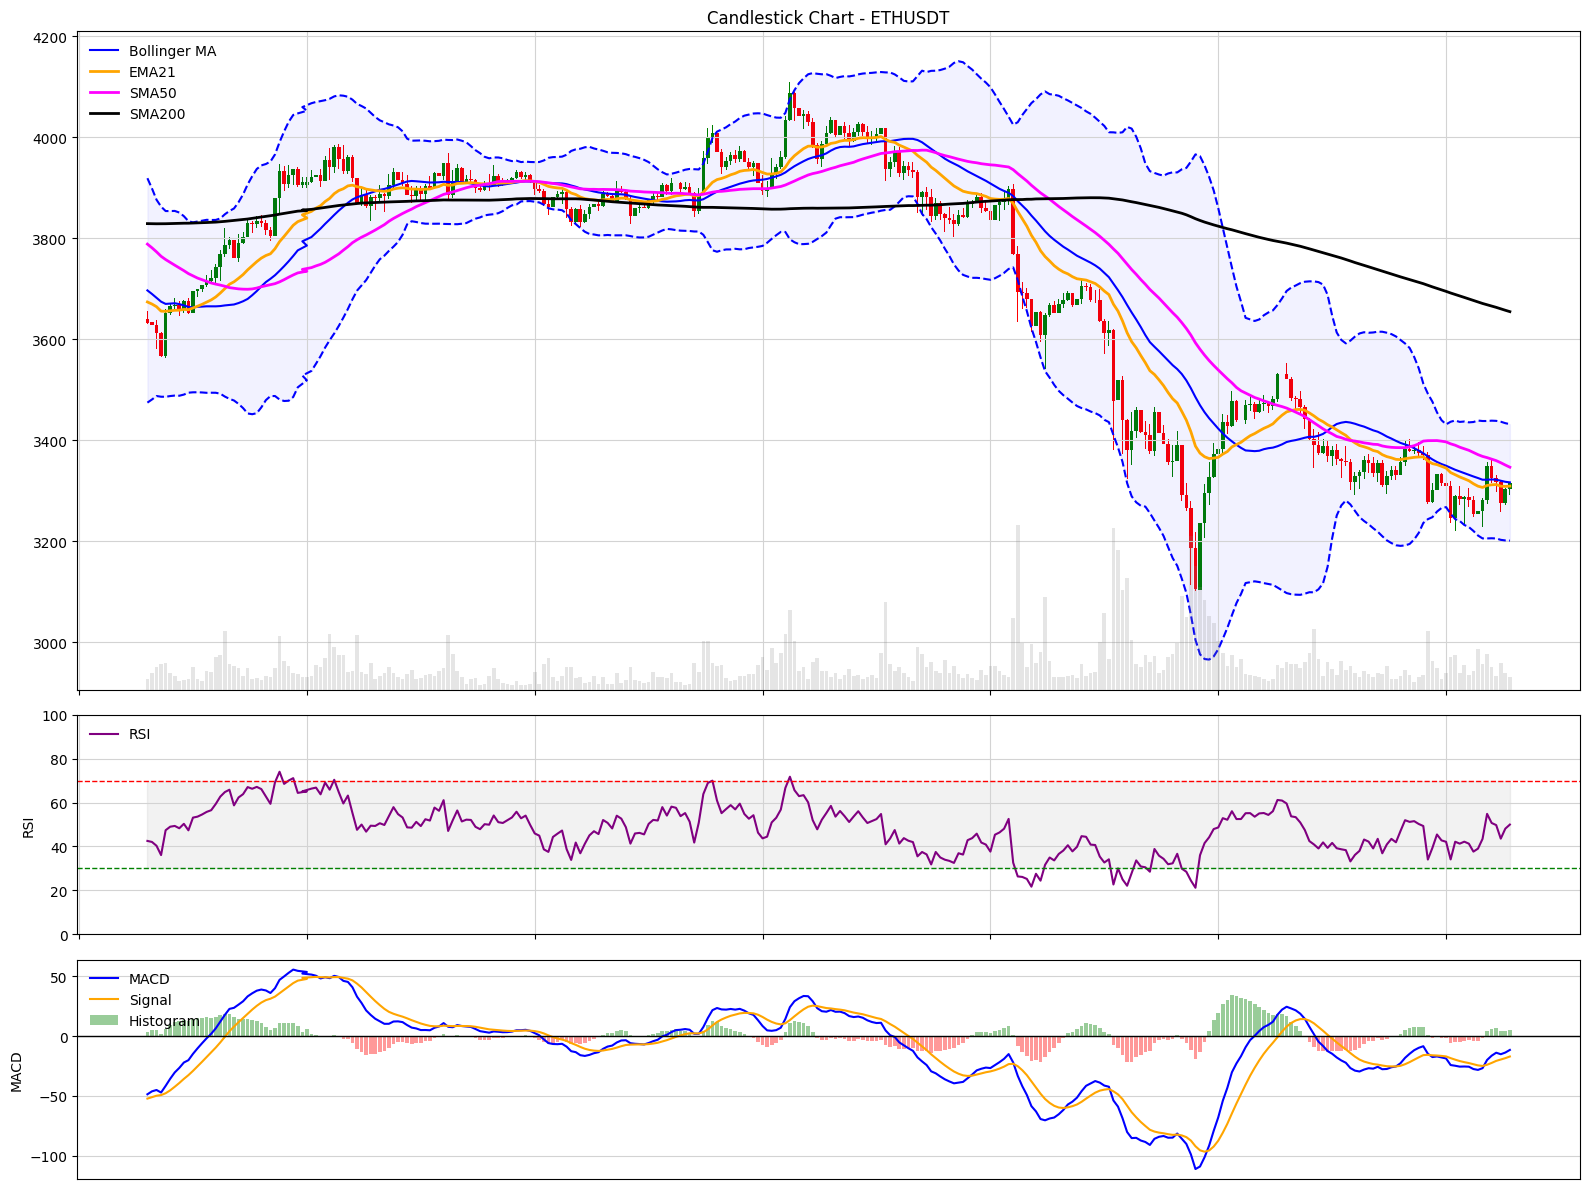 Candlestick Chart - ETHUSDT
4200
4000
3800
3600
3400
3200
3000
Bollinger MA
EMA21
SMA50
SMA200
100
80
60
40
20
0
RSI
RSI
50
0
−50
−100
MACD
MACD
Signal
Histogram